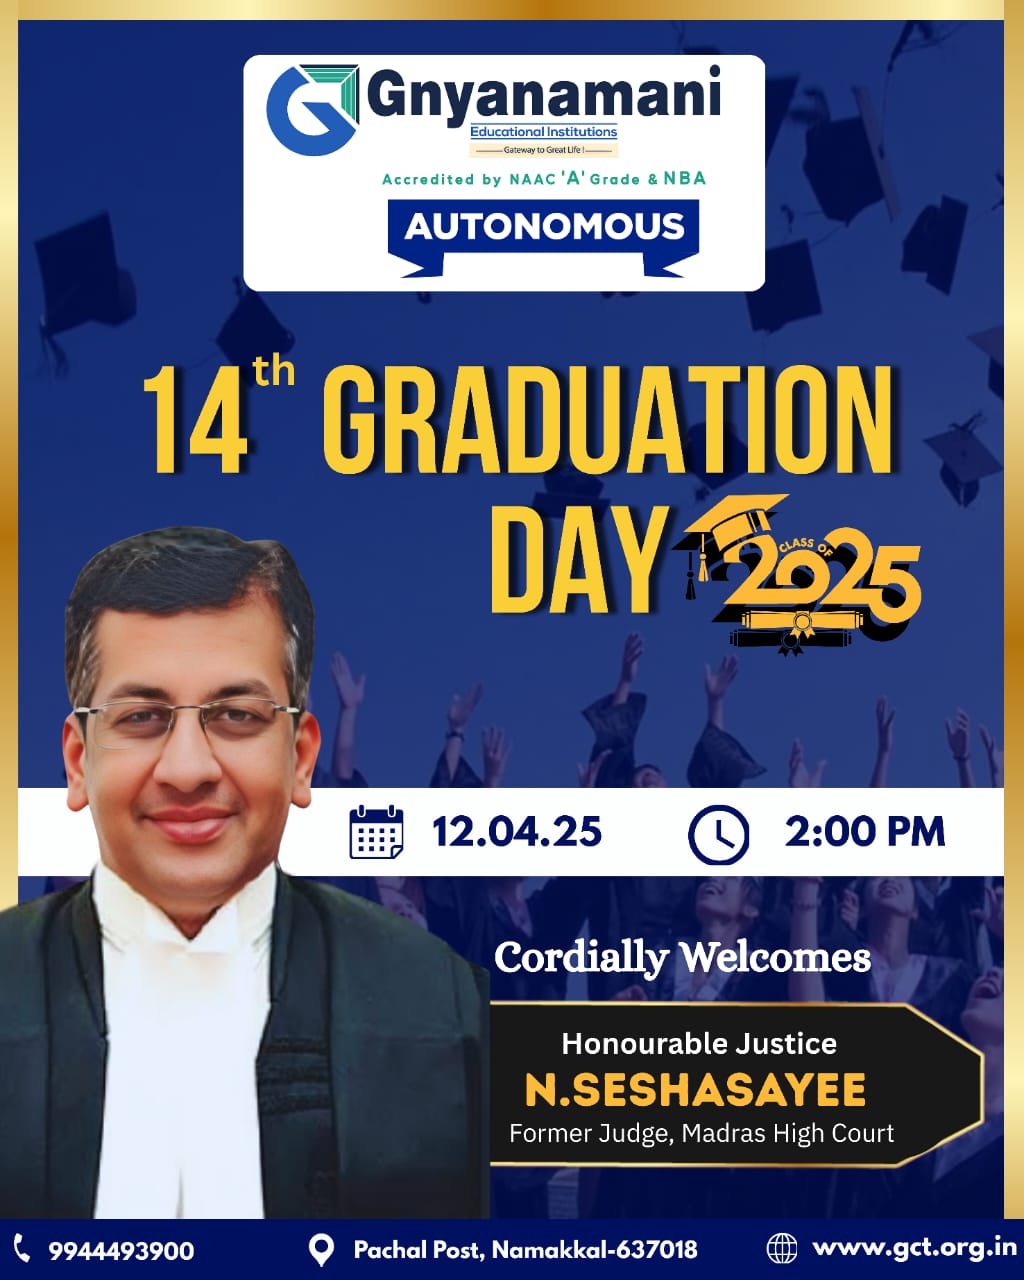 Gnyanamani
Educational Institutions
Gateway to Great Life !
Accredited by NAAC 'A' Grade & NBA
AUTONOMOUS
14th GRADUATION
DAY
CLASS OF
2025
12.04.25
2:00 PM
Cordially Welcomes
Honourable Justice
N.SESHASAYEE
Former Judge, Madras High Court
9944493900
Pachal Post, Namakkal-637018
www.gct.org.in